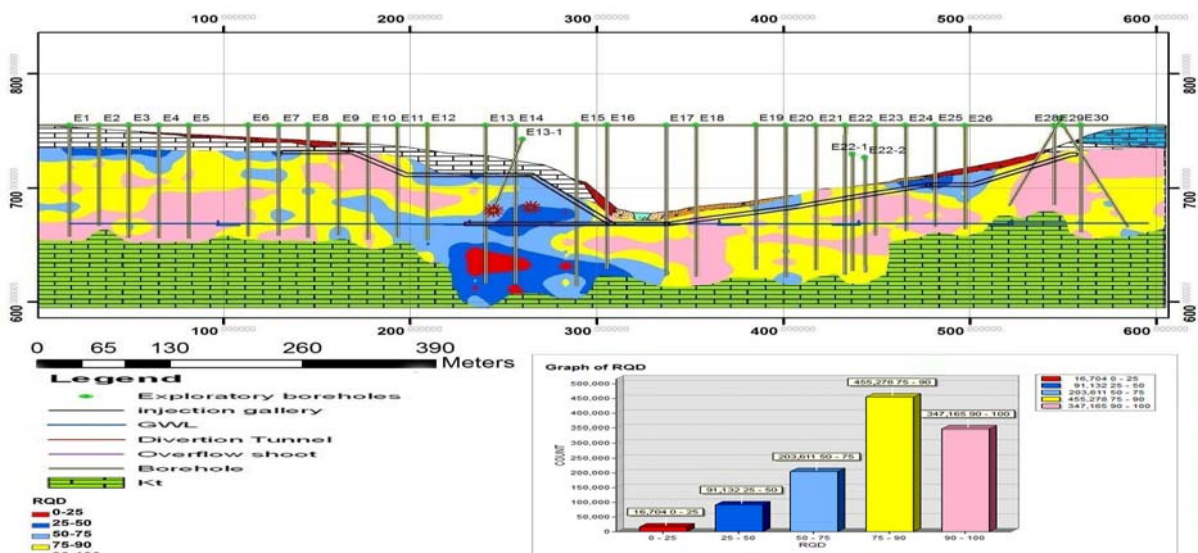 100 200 300 400 500 600
800 800
E1 E2 E3 E4 E5 E6 E7 E8 E9 E10 E11 E12 E13 E14 E15 E16 E17 E18 E19 E20 E21 E22 E23 E24 E25 E26 E28 E29 E30
E13-1
E22-1 E22-2
700 700
600 600
100 200 300 400 500 600
0 65 130 260 390
Meters
Legend
Exploratory boreholes
injection gallery
GWL
Divertion Tunnel
Overflow shoot
Borehole
Kt
RQD
0-25
25-50
50-75
75-90
Graph of RQD
500,000
450,000
400,000
350,000
300,000
250,000
200,000
150,000
100,000
50,000
0
COUNT
16,704 0 - 25
91,132 25 - 50
203,611 50 - 75
455,278 75 - 90
347,165 90 - 100
0 - 25 25 - 50 50 - 75 75 - 90 90 - 100
RQD
16,704 0 - 25
91,132 25 - 50
203,611 50 - 75
455,278 75 - 90
347,165 90 - 100